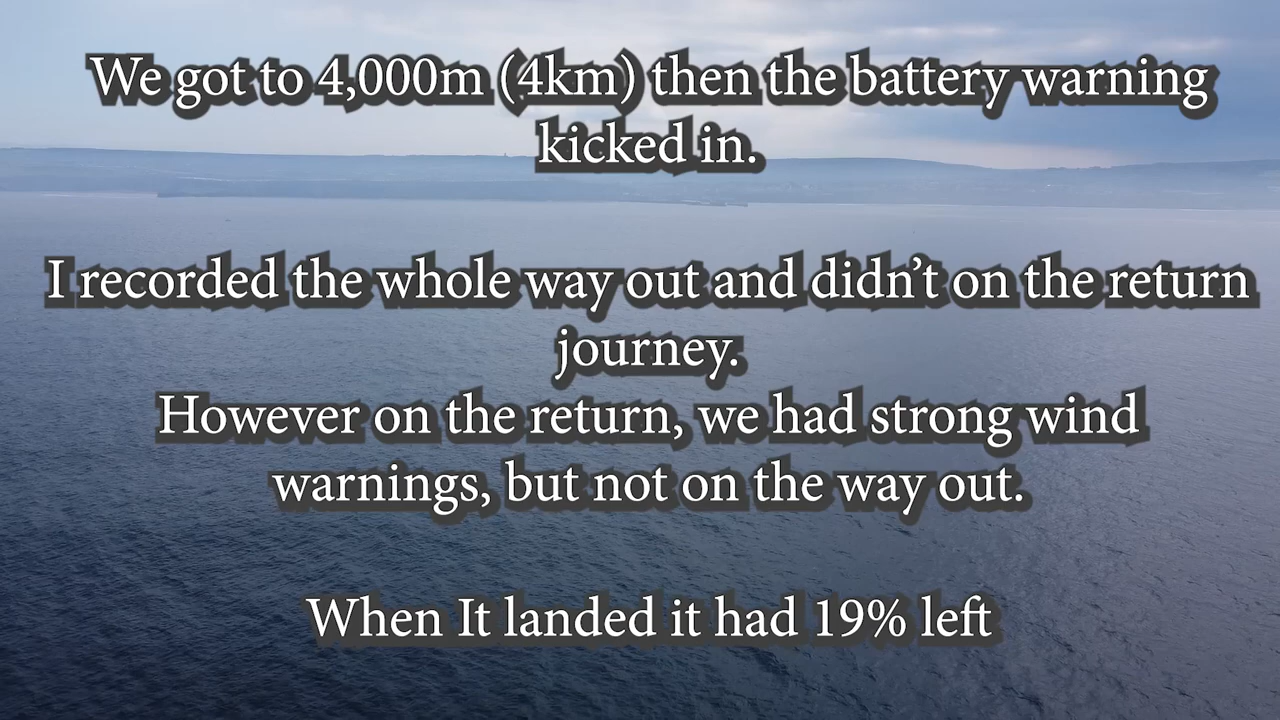 We got to 4,000m (4km) then the battery warning
kicked in.
I recorded the whole way out and didn’t on the return
journey.
However on the return, we had strong wind
warnings, but not on the way out.
When It landed it had 19% left